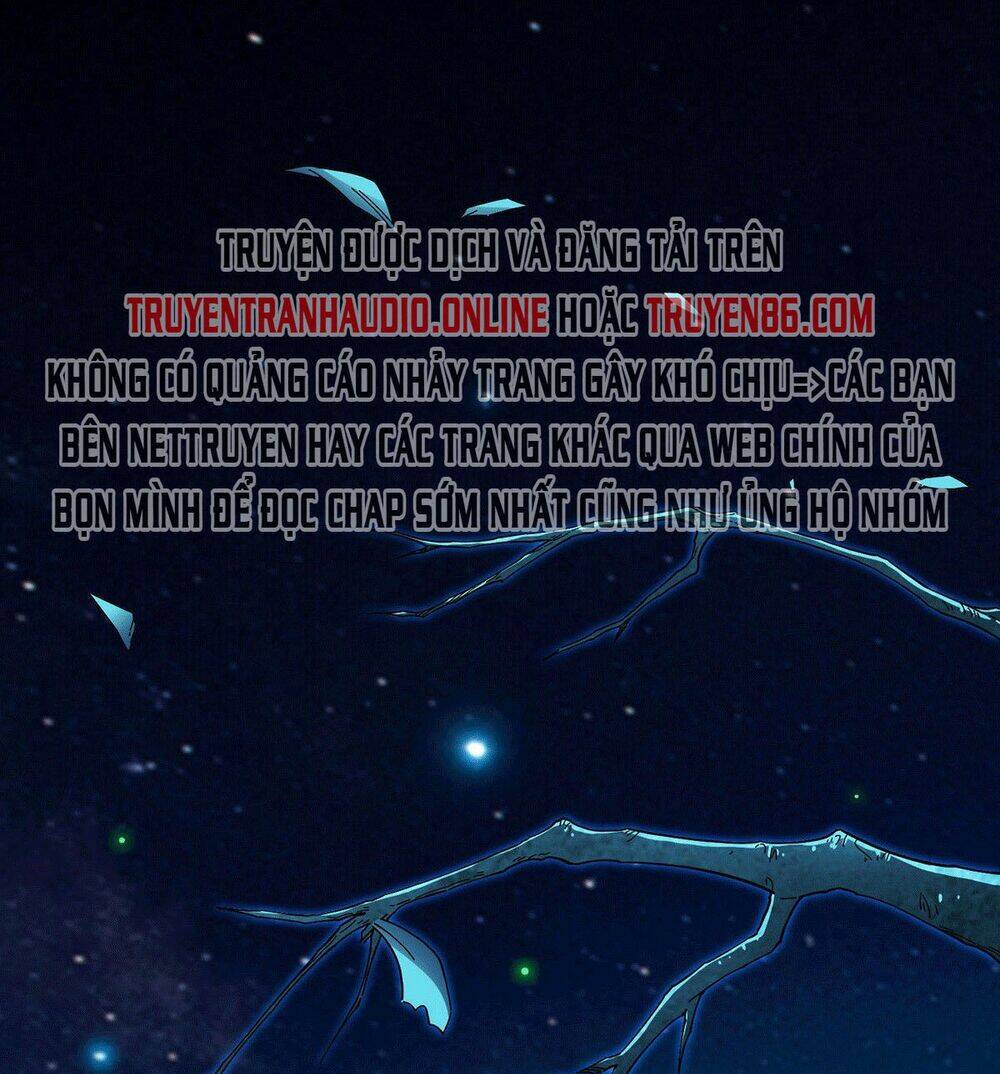 TRUYỆN ĐƯỢC DỊCH VÀ ĐĂNG TẢI TRÊN
TRUYENTRANHAUDIO.ONLINE HOẶC TRUYEN86.COM
KHÔNG CÓ QUẢNG CÁO NHẢY TRANG GÂY KHÓ CHỊU=>CÁC BẠN
BÊN NETTRUYEN HAY CÁC TRANG KHÁC QUA WEB CHÍNH CỦA
BỌN MÌNH ĐỂ ĐỌC CHAP SỚM NHẤT CŨNG NHƯ ỦNG HỘ NHÓM